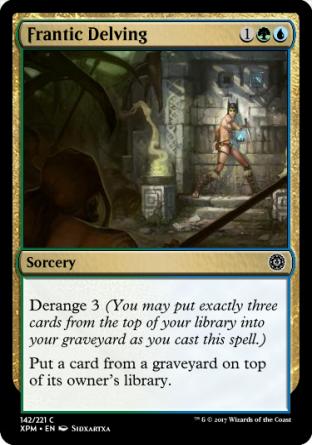 Frantic Delving 1
Sorcery
Derange 3 (You may put exactly three
cards from the top of your library into
your graveyard as you cast this spell.)
Put a card from a graveyard on top
of its owner's library.
142/221 C
XPM • EN Sidxartxa
™ & © 2017 Wizards of the Coast